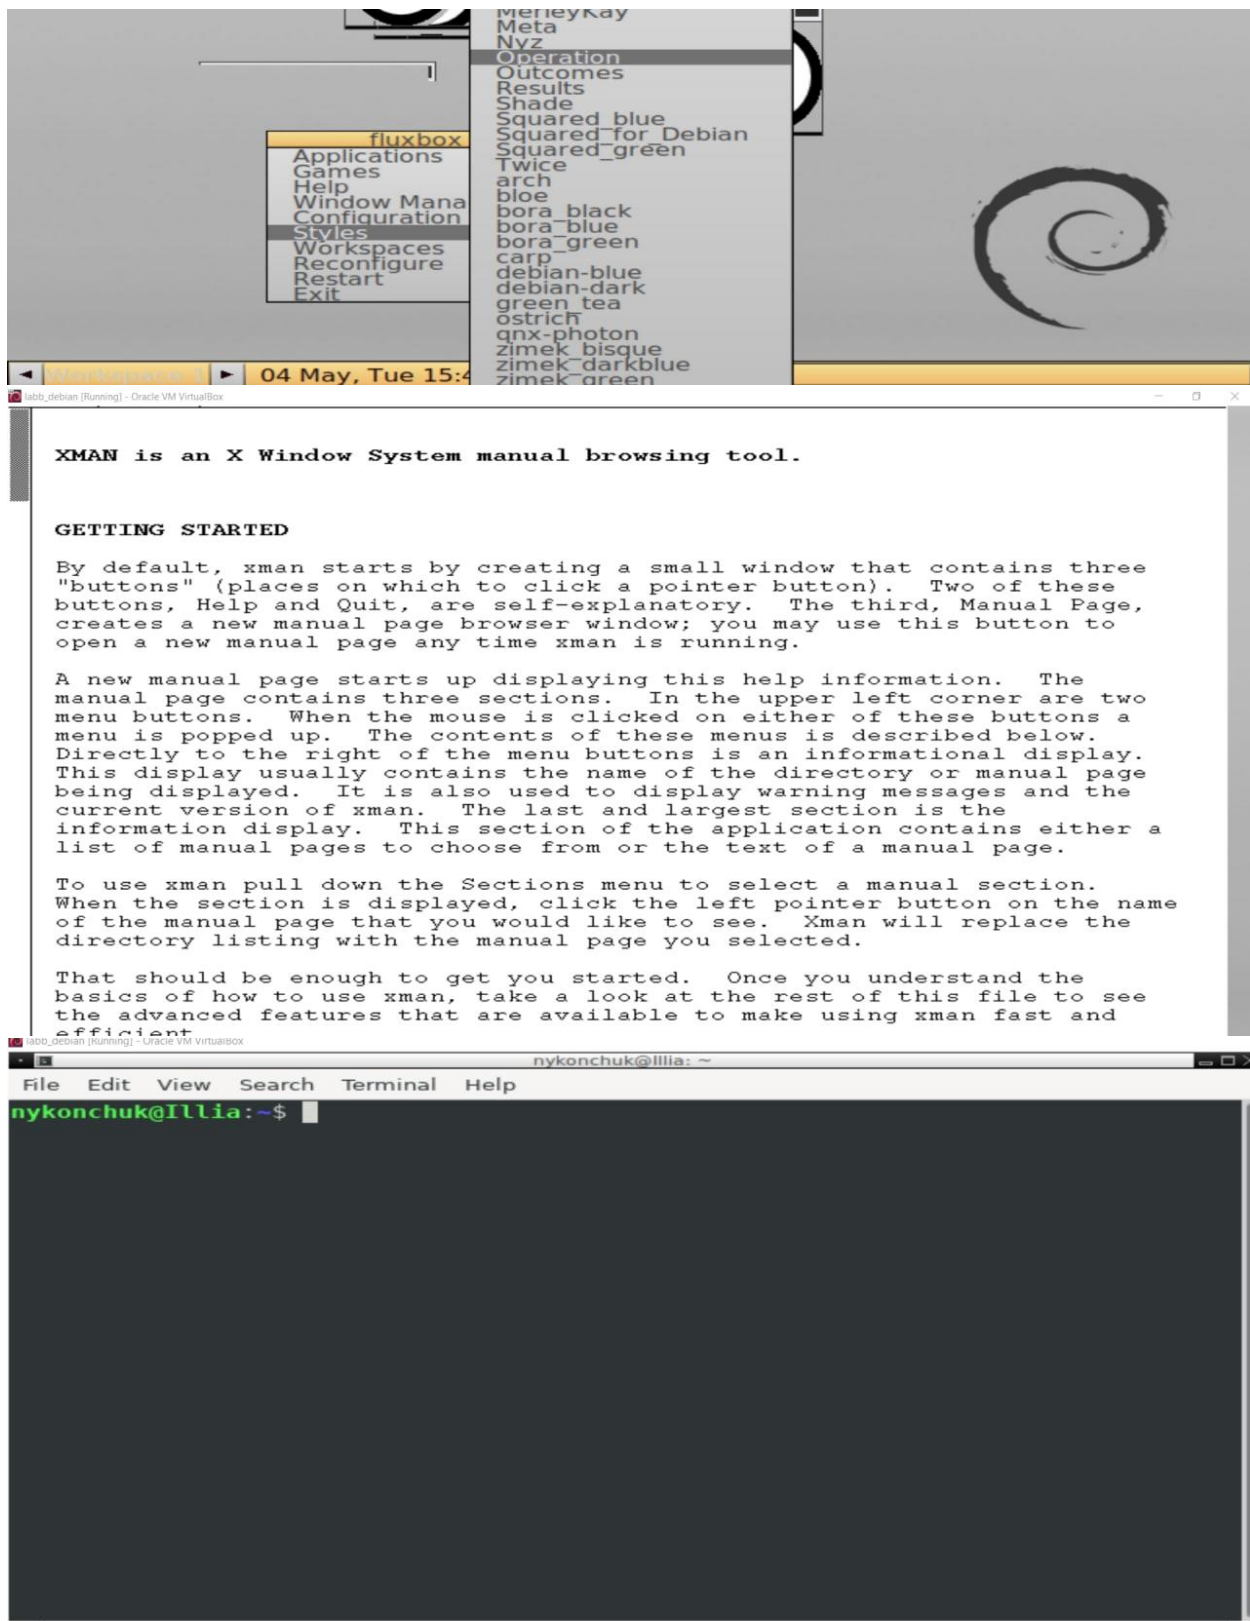 MerleyKay
Meta
Nyz
Operation
Outcomes
Results
Shade
Squared_blue
Squared_for_Debian
Squared_green
Twice
arch
bloe
bora_black
bora_blue
bora_green
carp
debian-blue
debian-dark
green_tea
ostrich
qnx-photon
zimek_bisque
zimek_darkblue
zimek_green
fluxbox
Applications
Games
Help
Window Mana
Configuration
Styles
Workspaces
Reconfigure
Restart
Exit
Workspace 1
04 May, Tue 15:4
labb_debian [Running] - Oracle VM VirtualBox
XMAN is an X Window System manual browsing tool.
GETTING STARTED
By default, xman starts by creating a small window that contains three
"buttons" (places on which to click a pointer button).  Two of these
buttons, Help and Quit, are self-explanatory.  The third, Manual Page,
creates a new manual page browser window; you may use this button to
open a new manual page any time xman is running.
A new manual page starts up displaying this help information.  The
manual page contains three sections.  In the upper left corner are two
menu buttons.  When the mouse is clicked on either of these buttons a
menu is popped up.  The contents of these menus is described below.
Directly to the right of the menu buttons is an informational display.
This display usually contains the name of the directory or manual page
being displayed.  It is also used to display warning messages and the
current version of xman.  The last and largest section is the
information display.  This section of the application contains either a
list of manual pages to choose from or the text of a manual page.
To use xman pull down the Sections menu to select a manual section.
When the section is displayed, click the left pointer button on the name
of the manual page that you would like to see.  Xman will replace the
directory listing with the manual page you selected.
That should be enough to get you started.  Once you understand the
basics of how to use xman, take a look at the rest of this file to see
the advanced features that are available to make using xman fast and
efficient
labb_debian [Running] - Oracle VM VirtualBox
nykonchuk@Illia: ~
File Edit View Search Terminal Help
nykonchuk@Illia:~$